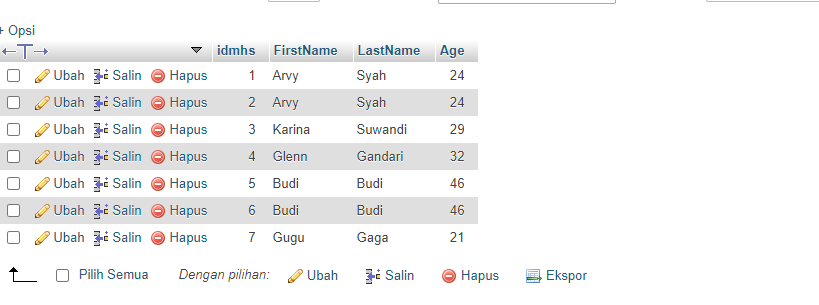 + Opsi
←T→ idmhs FirstName LastName Age
Ubah Salin Hapus 1 Arvy Syah 24
Ubah Salin Hapus 2 Arvy Syah 24
Ubah Salin Hapus 3 Karina Suwandi 29
Ubah Salin Hapus 4 Glenn Gandari 32
Ubah Salin Hapus 5 Budi Budi 46
Ubah Salin Hapus 6 Budi Budi 46
Ubah Salin Hapus 7 Gugu Gaga 21
Pilih Semua Dengan pilihan: Ubah Salin Hapus Ekspor